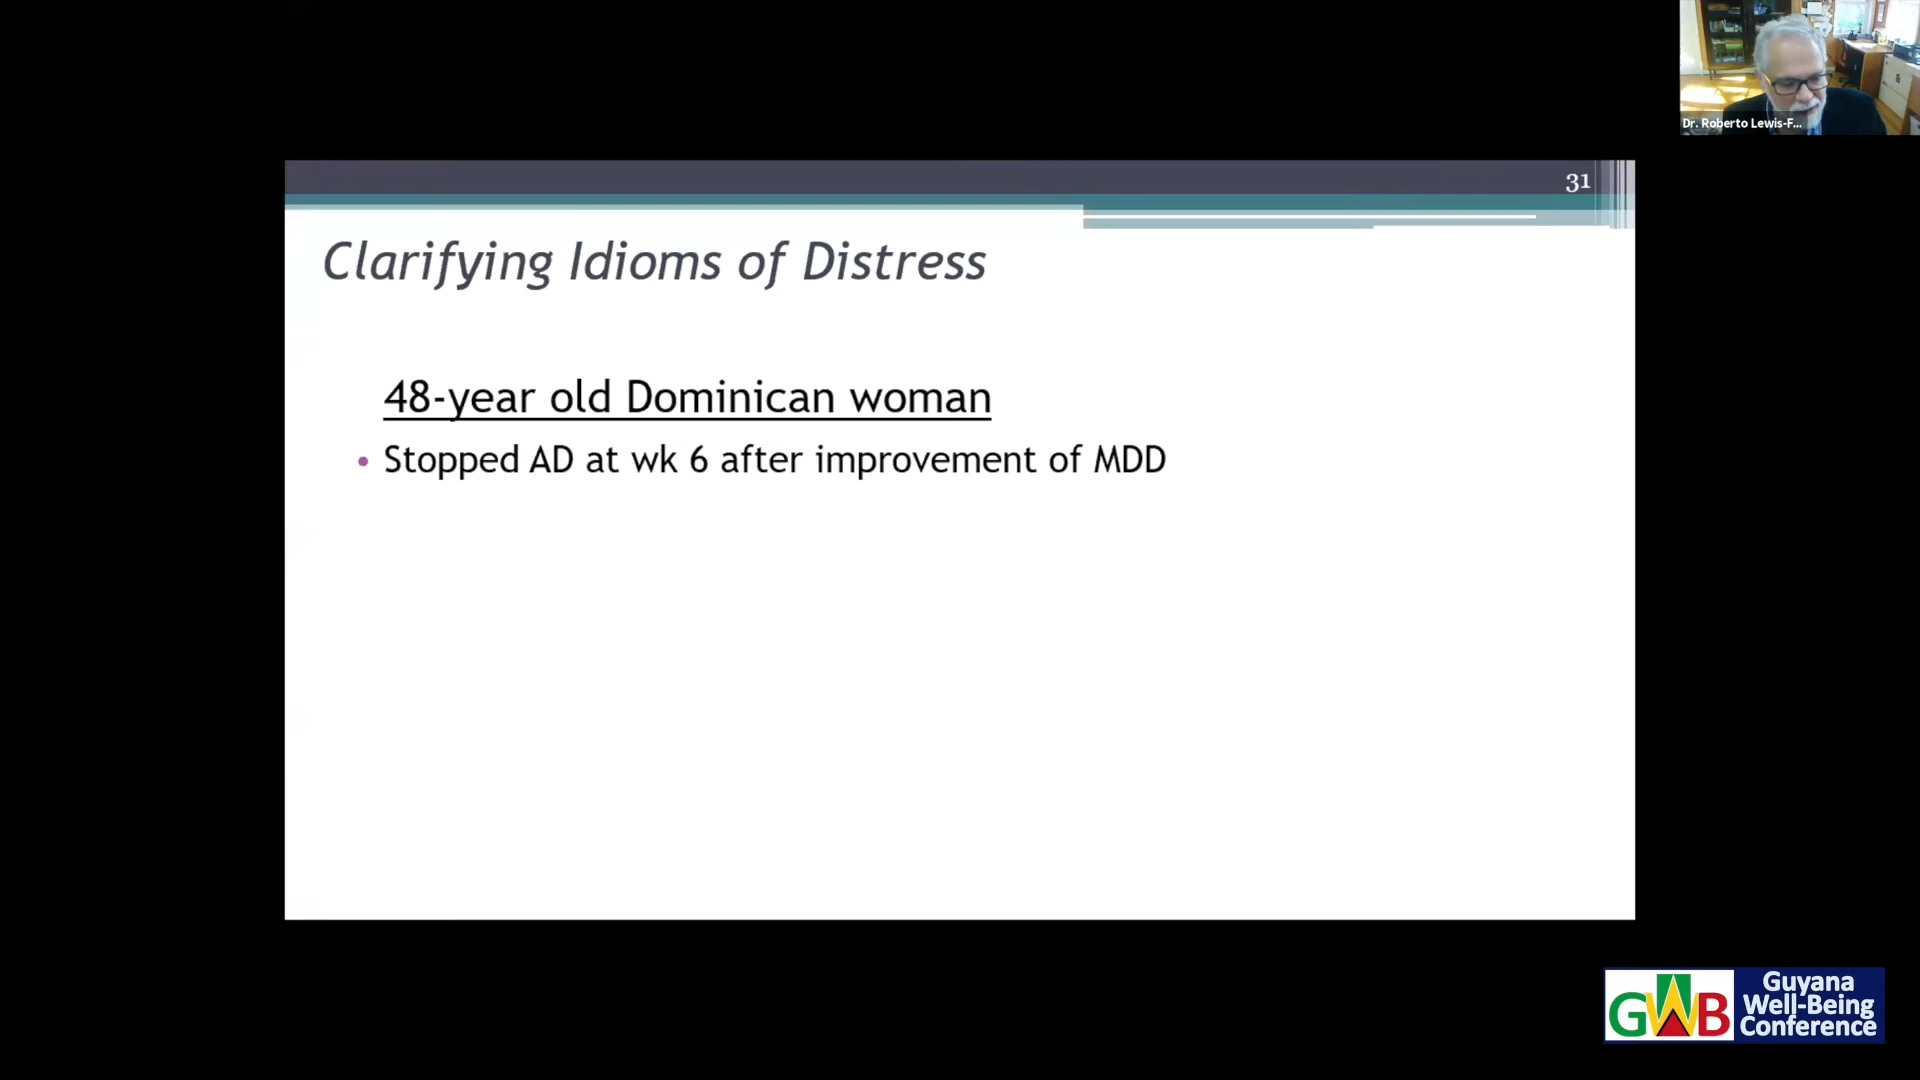 Dr. Roberto Lewis-F...
31
Clarifying Idioms of Distress
48-year old Dominican woman
• Stopped AD at wk 6 after improvement of MDD
GWB
Guyana
Well-Being
Conference